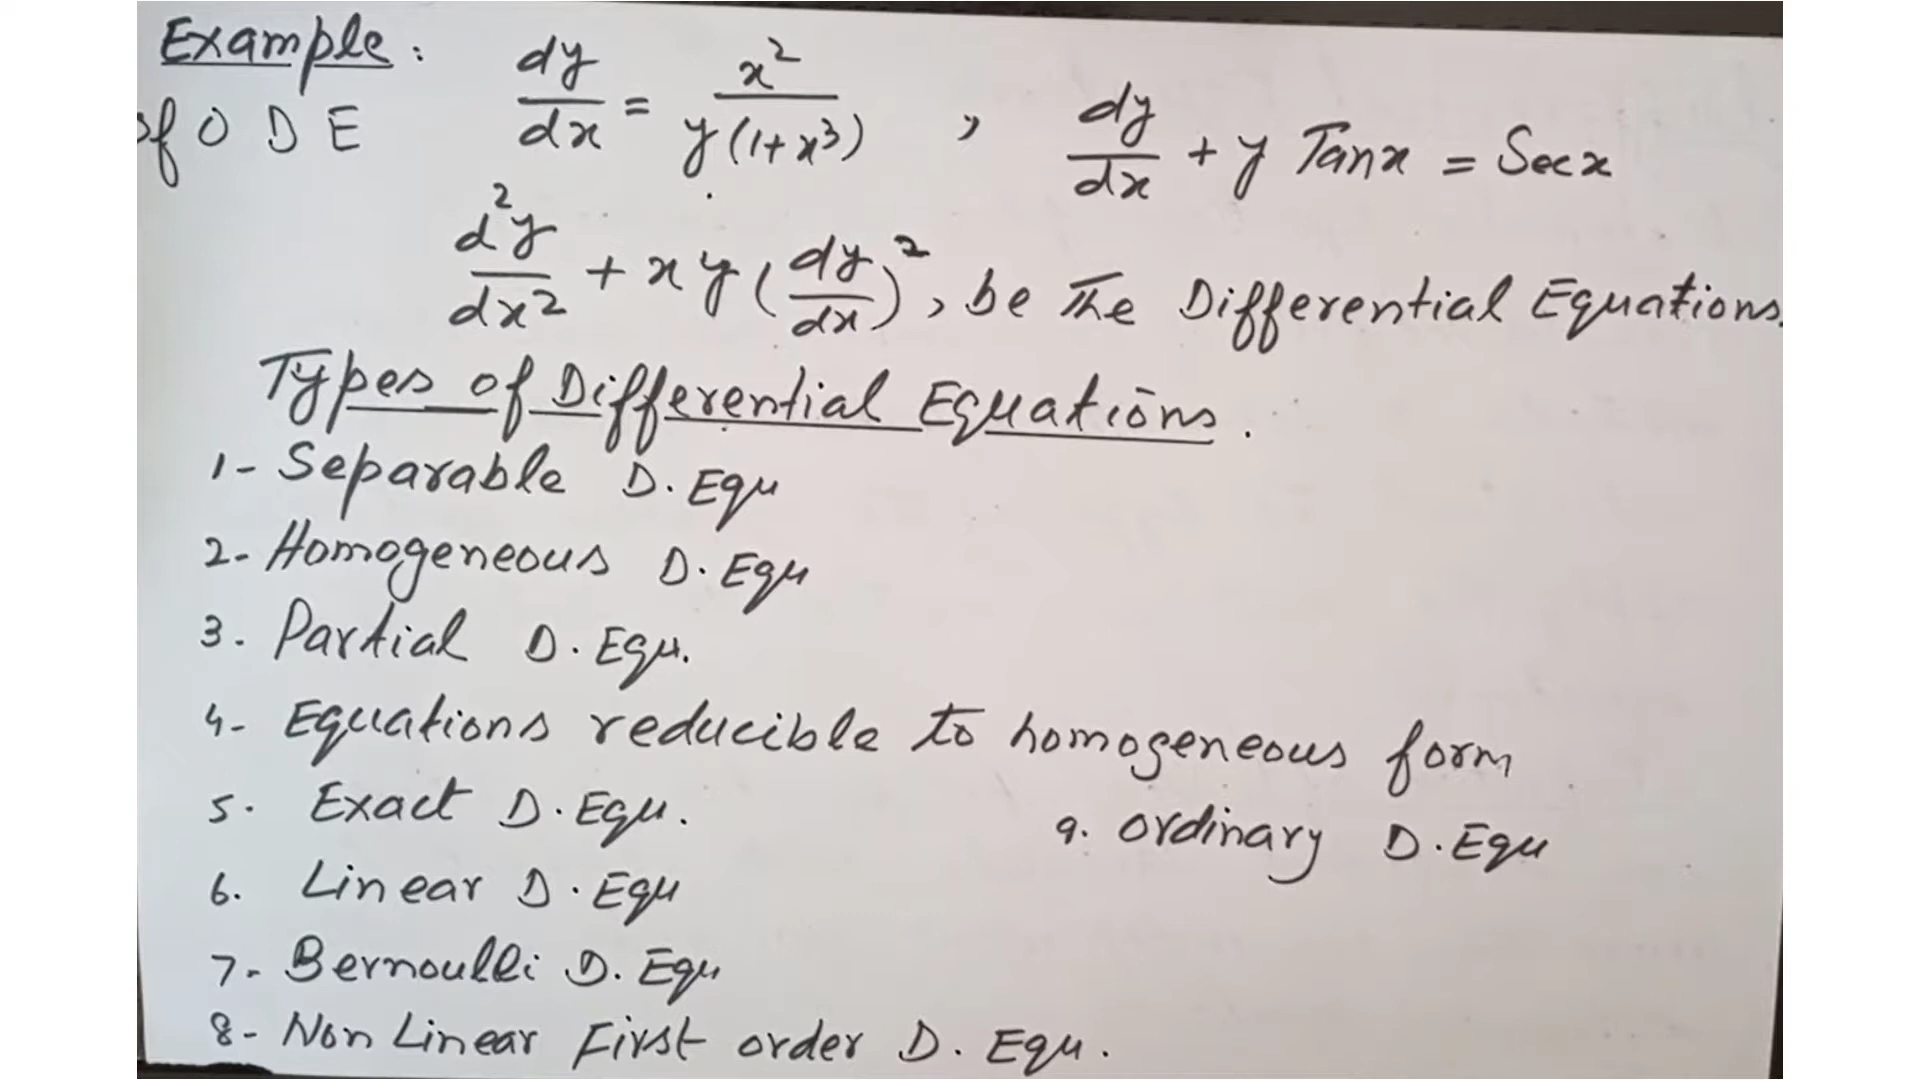 Example: dy/dx = x²/y(1+x³) , dy/dx + y Tanx = Secx
of O D E
d²y/dx² + xy(dy/dx)², be The Differential Equations.
Types of Differential Equations.
1- Separable D. Equ
2- Homogeneous D. Equ
3. Partial D. Equ.
4- Equations reducible to homogeneous form
5. Exact D. Equ.
9. ordinary D. Equ
6. Linear D. Equ
7- Bernoulli D. Equ
8- Non Linear First order D. Equ.